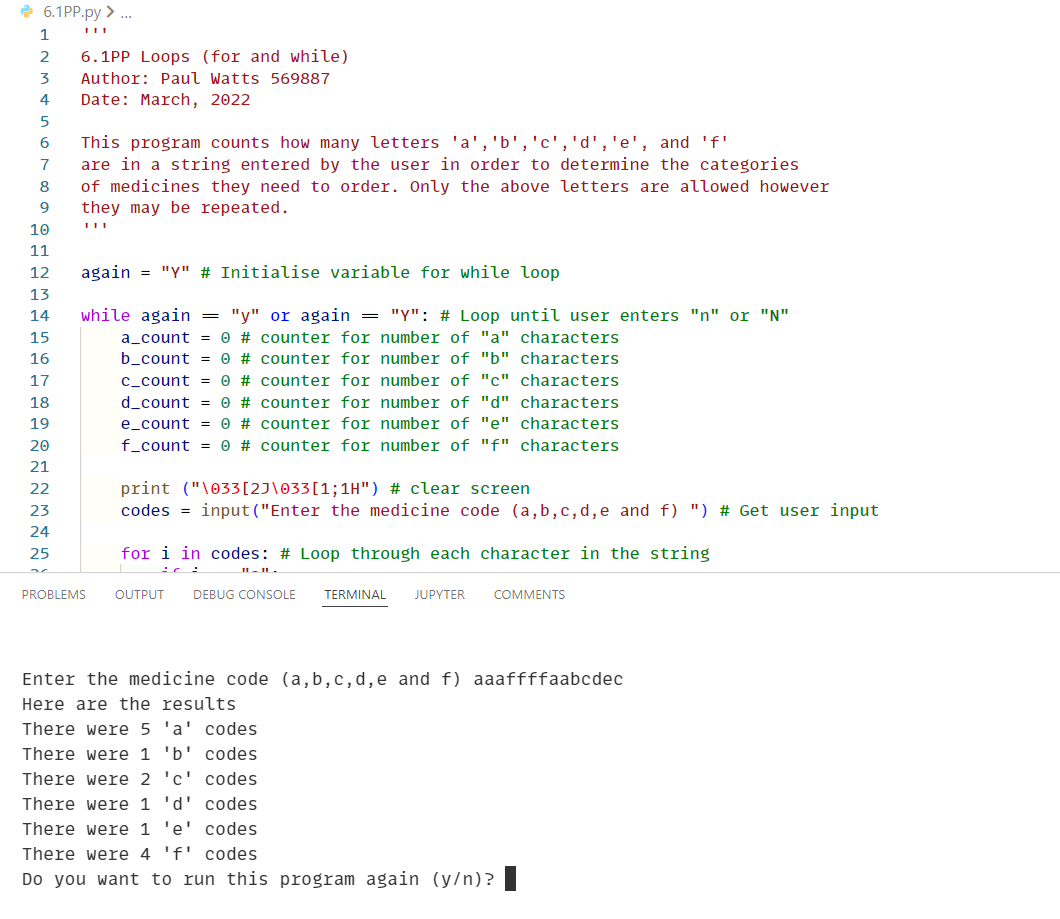 6.1PP.py > ...
1 '''
2 6.1PP Loops (for and while)
3 Author: Paul Watts 569887
4 Date: March, 2022
5
6 This program counts how many letters 'a','b','c','d','e', and 'f'
7 are in a string entered by the user in order to determine the categories
8 of medicines they need to order. Only the above letters are allowed however
9 they may be repeated.
10 '''
11
12 again = "Y" # Initialise variable for while loop
13
14 while again == "y" or again == "Y": # Loop until user enters "n" or "N"
15 a_count = 0 # counter for number of "a" characters
16 b_count = 0 # counter for number of "b" characters
17 c_count = 0 # counter for number of "c" characters
18 d_count = 0 # counter for number of "d" characters
19 e_count = 0 # counter for number of "e" characters
20 f_count = 0 # counter for number of "f" characters
21
22 print ("\033[2J\033[1;1H") # clear screen
23 codes = input("Enter the medicine code (a,b,c,d,e and f) ") # Get user input
24
25 for i in codes: # Loop through each character in the string
PROBLEMS OUTPUT DEBUG CONSOLE TERMINAL JUPYTER COMMENTS
Enter the medicine code (a,b,c,d,e and f) aaaffffaabcdec
Here are the results
There were 5 'a' codes
There were 1 'b' codes
There were 2 'c' codes
There were 1 'd' codes
There were 1 'e' codes
There were 4 'f' codes
Do you want to run this program again (y/n)?